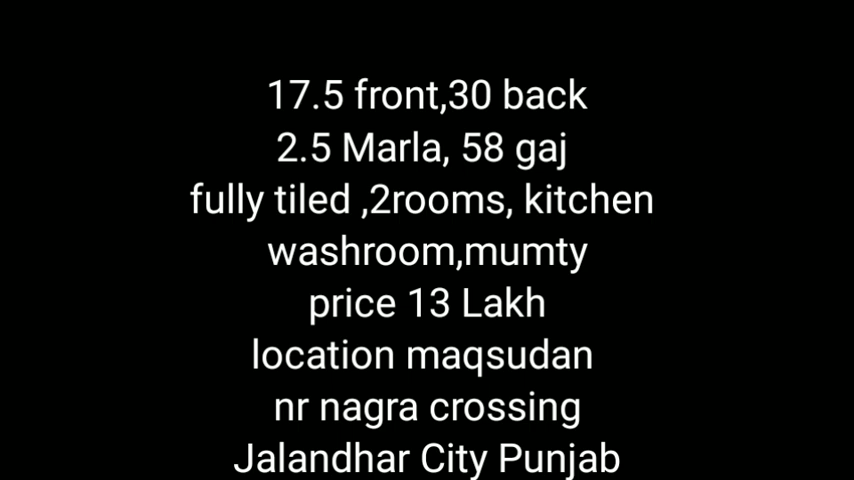 17.5 front,30 back
2.5 Marla, 58 gaj
fully tiled ,2rooms, kitchen
washroom,mumty
price 13 Lakh
location maqsudan
nr nagra crossing
Jalandhar City Punjab